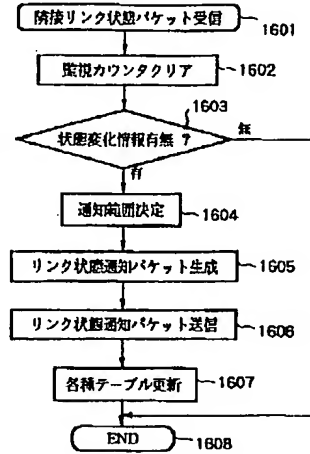 隣接リンク状態パケット受信
1601
監視カウンタクリア
1602
1603
状態変化情報有無 ?
無
有
通知範囲決定
1604
リンク状態通知パケット生成
1605
リンク状態通知パケット送信
1606
各種テーブル更新
1607
END
1608